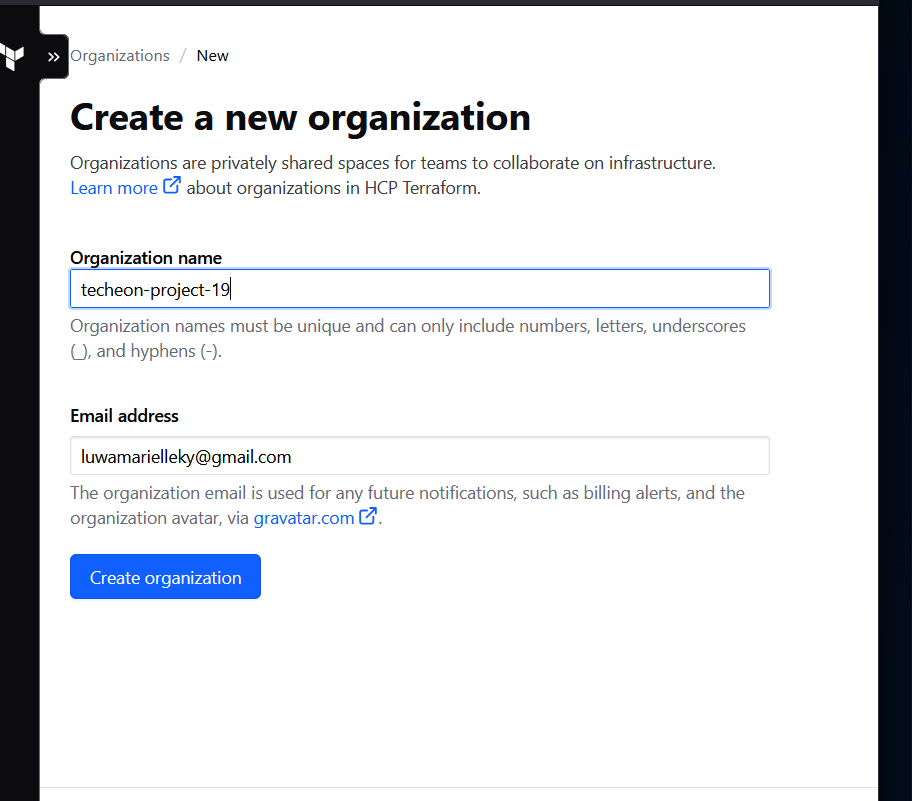 Organizations / New
Create a new organization
Organizations are privately shared spaces for teams to collaborate on infrastructure.
Learn more about organizations in HCP Terraform.
Organization name
techeon-project-19
Organization names must be unique and can only include numbers, letters, underscores
(_), and hyphens (-).
Email address
luwamarielleky@gmail.com
The organization email is used for any future notifications, such as billing alerts, and the
organization avatar, via gravatar.com.
Create organization